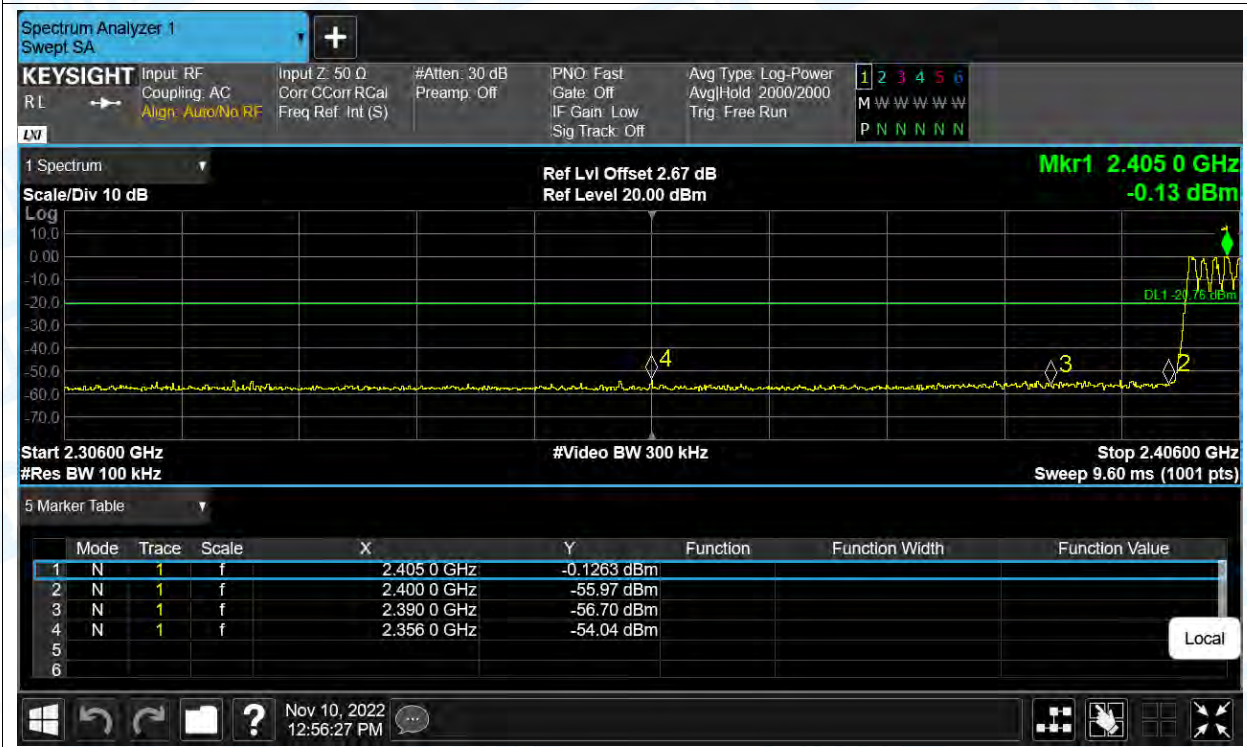 Spectrum Analyzer 1
Swept SA
+
KEYSIGHT Input: RF Input Z: 50 Ω #Atten: 30 dB PNO: Fast Avg Type: Log-Power 1 2 3 4 5 6
RL Coupling: AC Corr CCorr RCal Preamp: Off Gate: Off Avg|Hold: 2000/2000 M W W W W W
Align: Auto/No RF Freq Ref: Int (S) IF Gain: Low Trig: Free Run
LXI Sig Track: Off P N N N N N
1 Spectrum Ref Lvl Offset 2.67 dB Mkr1 2.405 0 GHz
Scale/Div 10 dB Ref Level 20.00 dBm -0.13 dBm
Log
10.0
0.00
-10.0
-20.0
DL1 -20.76 dBm
-30.0
-40.0
4
3
2
1
-50.0
-60.0
-70.0
Start 2.30600 GHz #Video BW 300 kHz Stop 2.40600 GHz
#Res BW 100 kHz Sweep 9.60 ms (1001 pts)
5 Marker Table
Mode Trace Scale X Y Function Function Width Function Value
1 N 1 f 2.405 0 GHz -0.1263 dBm
2 N 1 f 2.400 0 GHz -55.97 dBm
3 N 1 f 2.390 0 GHz -56.70 dBm
4 N 1 f 2.356 0 GHz -54.04 dBm
5
6
Local
? Nov 10, 2022
12:56:27 PM